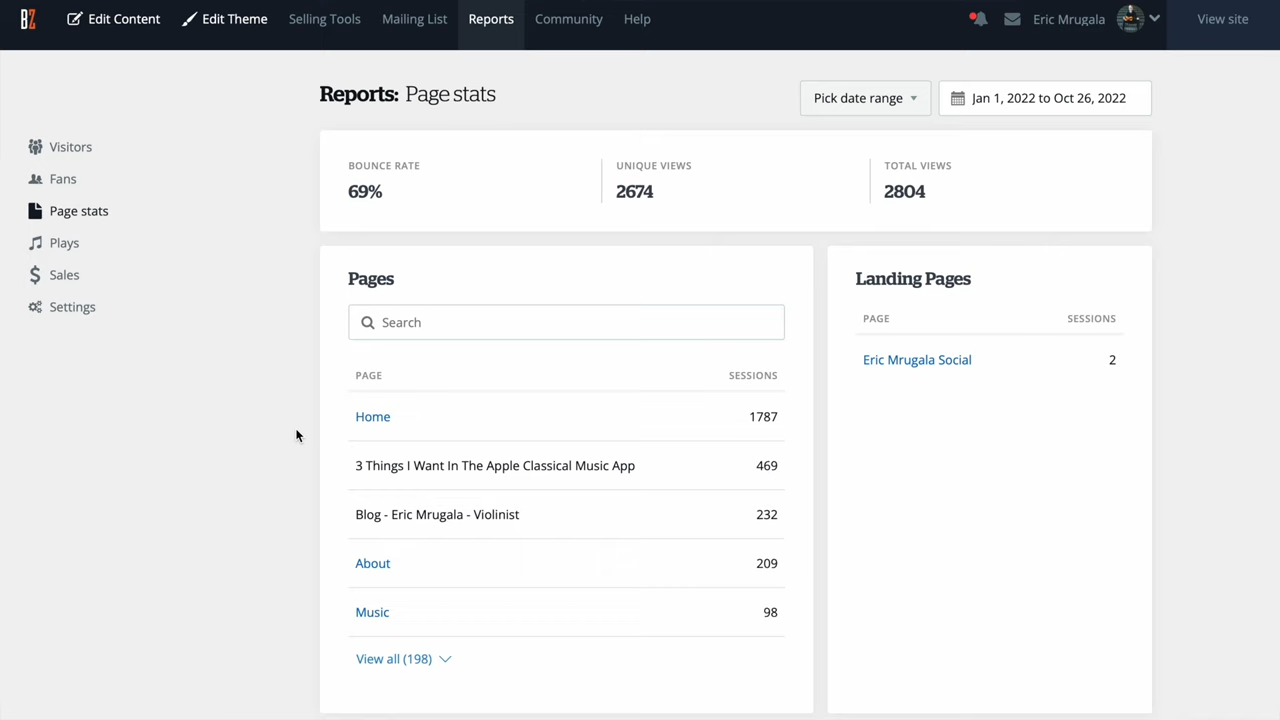 BZ
Edit Content
Edit Theme
Selling Tools
Mailing List
Reports
Community
Help
Eric Mrugala
View site
Reports: Page stats
Pick date range
Jan 1, 2022 to Oct 26, 2022
Visitors
Fans
Page stats
Plays
Sales
Settings
BOUNCE RATE
69%
UNIQUE VIEWS
2674
TOTAL VIEWS
2804
Pages
Search
PAGE SESSIONS
Home 1787
3 Things I Want In The Apple Classical Music App 469
Blog - Eric Mrugala - Violinist 232
About 209
Music 98
View all (198)
Landing Pages
PAGE SESSIONS
Eric Mrugala Social 2